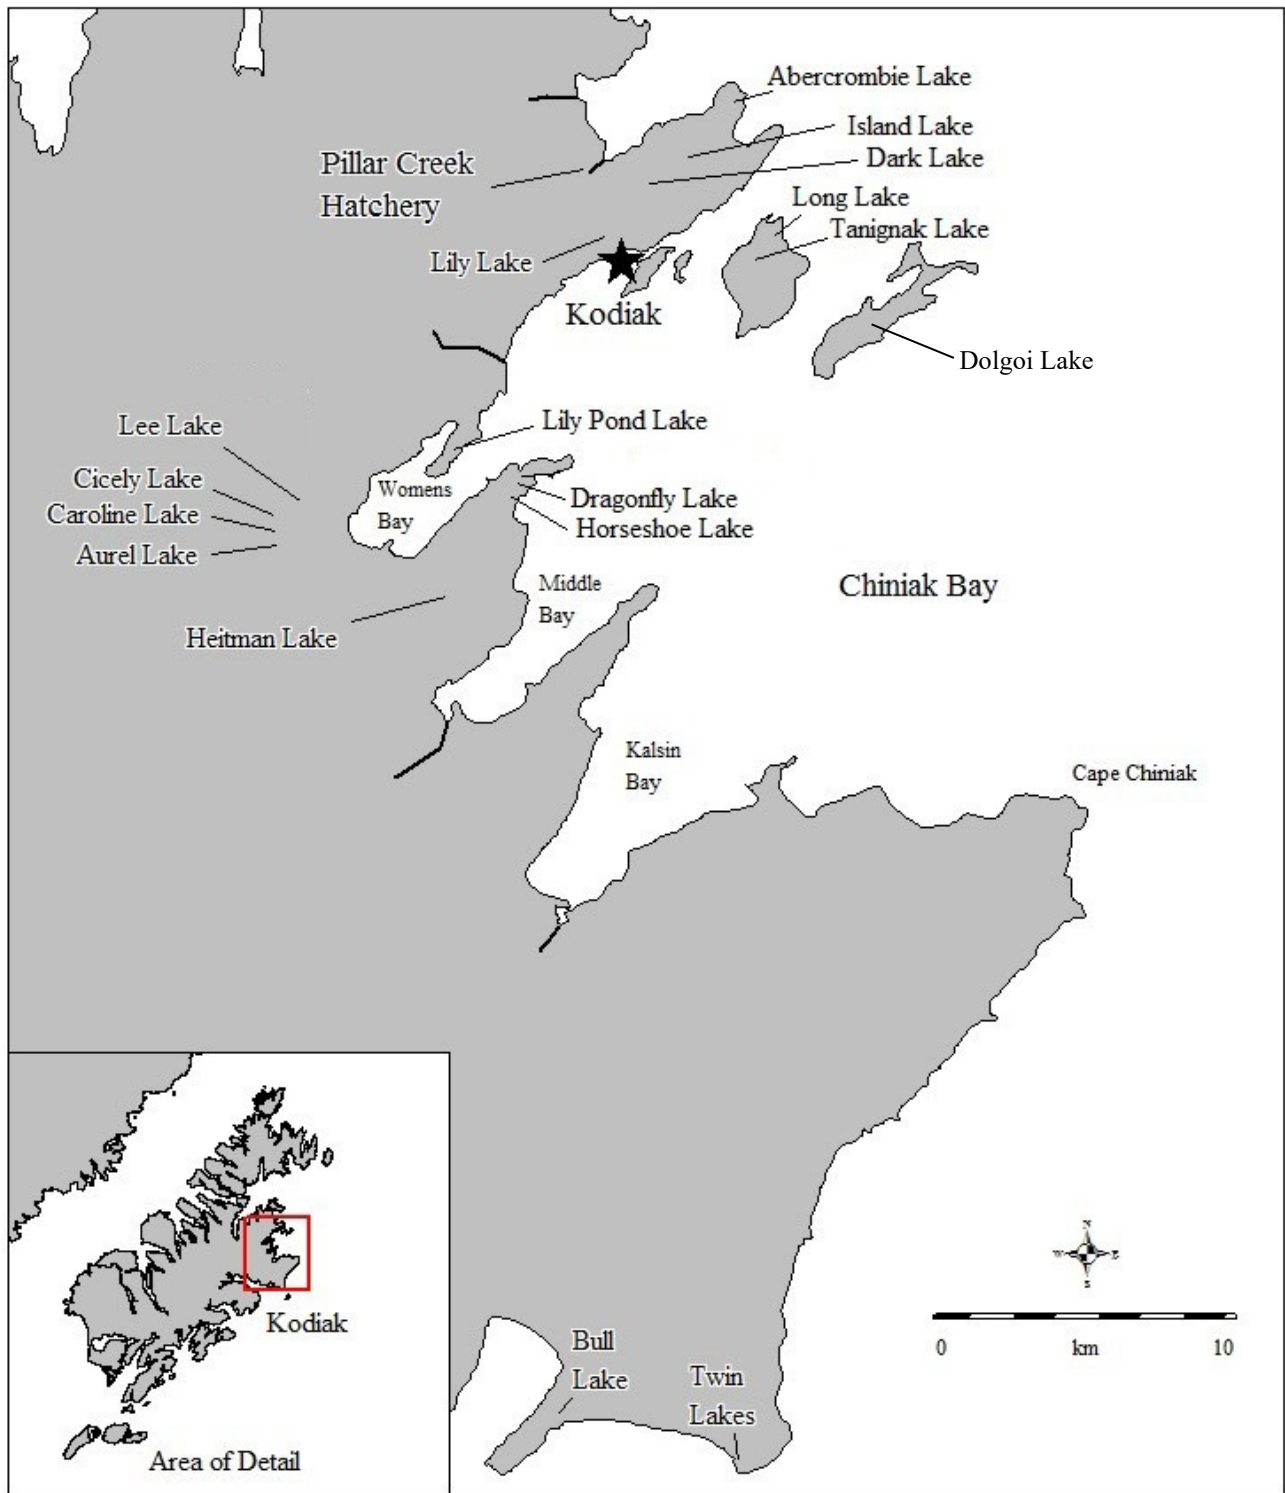 Abercrombie Lake
Island Lake
Dark Lake
Pillar Creek
Hatchery
Long Lake
Tanignak Lake
Lily Lake
Kodiak
Dolgoi Lake
Lee Lake
Lily Pond Lake
Cicely Lake
Womens
Bay
Dragonfly Lake
Caroline Lake
Horseshoe Lake
Aurel Lake
Middle
Bay
Chiniak Bay
Heitman Lake
Kalsin
Bay
Cape Chiniak
N
W E
S
Kodiak
0 km 10
Bull
Lake
Twin
Lakes
Area of Detail